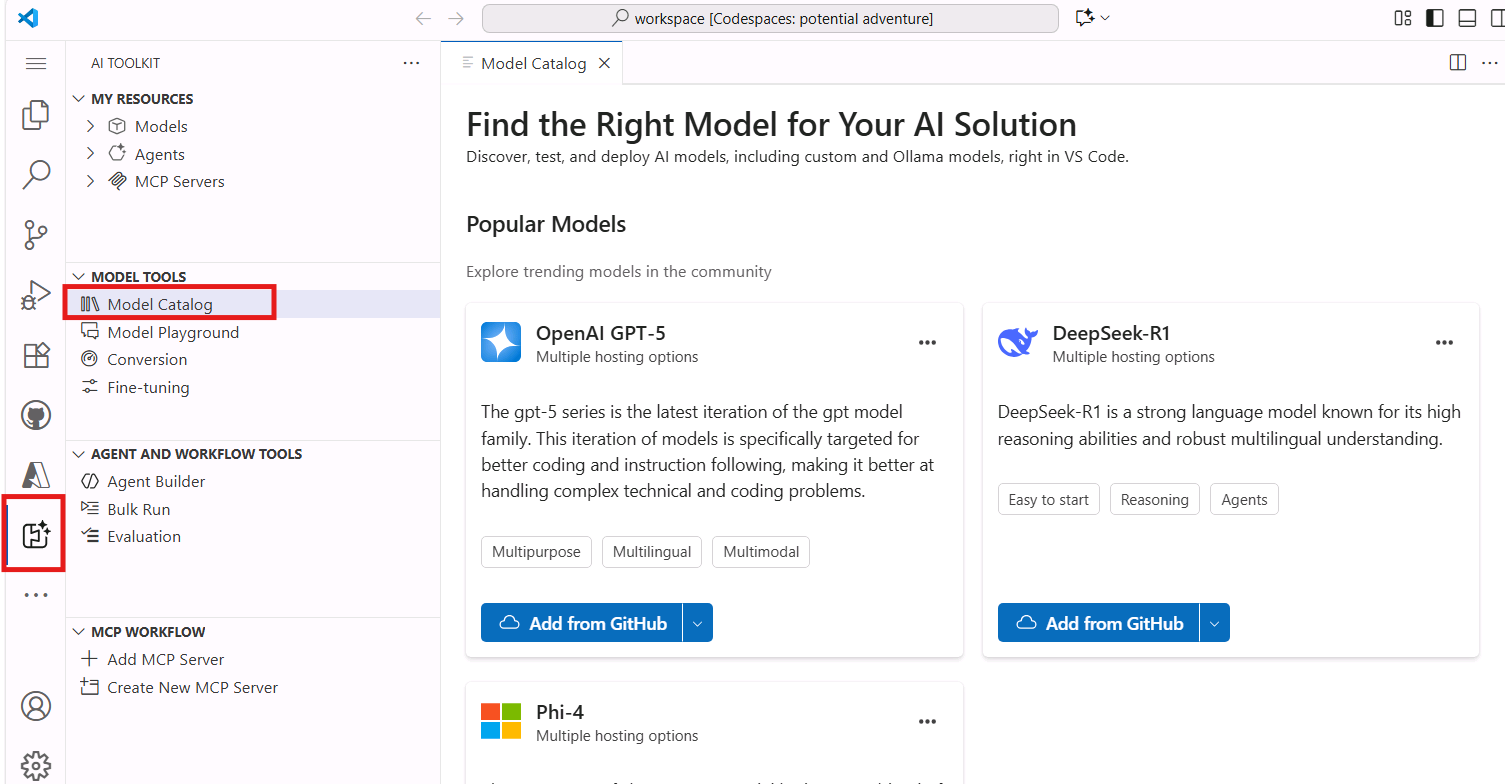 workspace [Codespaces: potential adventure]
AI TOOLKIT
MY RESOURCES
Models
Agents
MCP Servers
MODEL TOOLS
Model Catalog
Model Playground
Conversion
Fine-tuning
AGENT AND WORKFLOW TOOLS
Agent Builder
Bulk Run
Evaluation
MCP WORKFLOW
Add MCP Server
Create New MCP Server
Model Catalog
Find the Right Model for Your AI Solution
Discover, test, and deploy AI models, including custom and Ollama models, right in VS Code.
Popular Models
Explore trending models in the community
OpenAI GPT-5
Multiple hosting options
The gpt-5 series is the latest iteration of the gpt model
family. This iteration of models is specifically targeted for
better coding and instruction following, making it better at
handling complex technical and coding problems.
Multipurpose
Multilingual
Multimodal
Add from GitHub
DeepSeek-R1
Multiple hosting options
DeepSeek-R1 is a strong language model known for its high
reasoning abilities and robust multilingual understanding.
Easy to start
Reasoning
Agents
Add from GitHub
Phi-4
Multiple hosting options